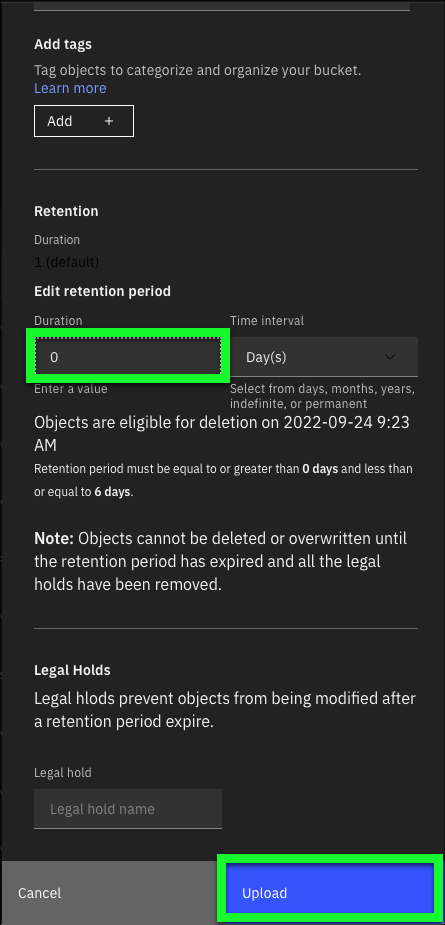 Add tags
Tag objects to categorize and organize your bucket.
Learn more
Add +
Retention
Duration
1 (default)
Edit retention period
Duration
Time interval
0
Day(s)
Enter a value
Select from days, months, years,
indefinite, or permanent
Objects are eligible for deletion on 2022-09-24 9:23
AM
Retention period must be equal to or greater than 0 days and less than
or equal to 6 days.
Note: Objects cannot be deleted or overwritten until
the retention period has expired and all the legal
holds have been removed.
Legal Holds
Legal hlods prevent objects from being modified after
a retention period expire.
Legal hold
Legal hold name
Cancel
Upload